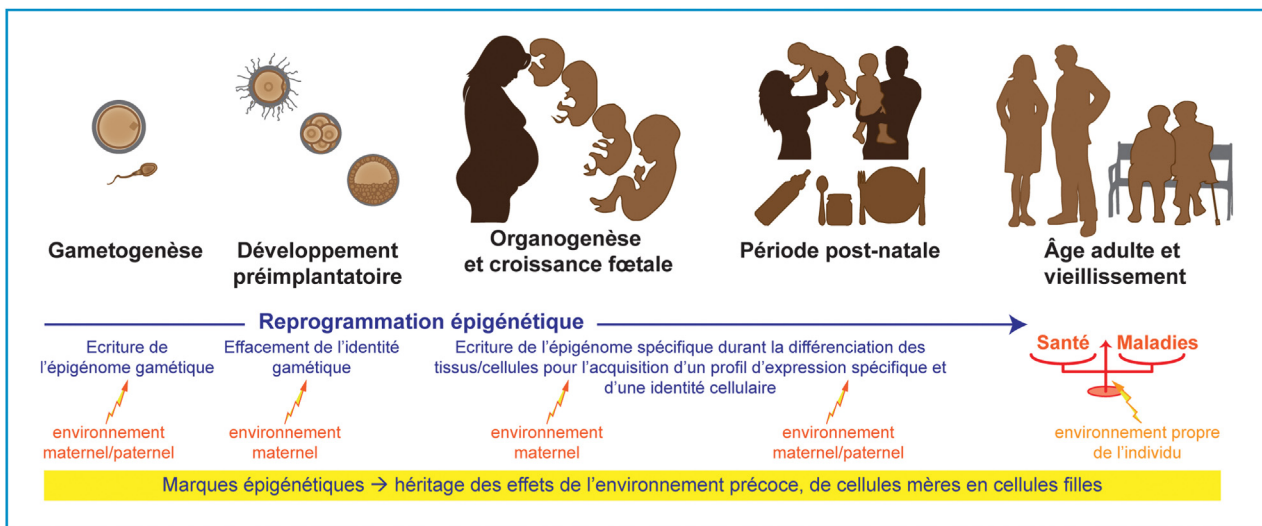 Gametogenèse
Développement
préimplantatoire
Organogenèse
et croissance fœtale
Période post-natale
Âge adulte et
vieillissement
Reprogrammation épigénétique
Ecriture de
l’épigénome gamétique
Effacement de l’identité
gamétique
Ecriture de l’épigénome spécifique durant la différenciation des
tissus/cellules pour l’acquisition d’un profil d’expression spécifique et
d’une identité cellulaire
Santé Maladies
environnement
maternel/paternel
environnement
maternel
environnement
maternel
environnement
maternel/paternel
environnement propre
de l’individu
Marques épigénétiques → héritage des effets de l’environnement précoce, de cellules mères en cellules filles